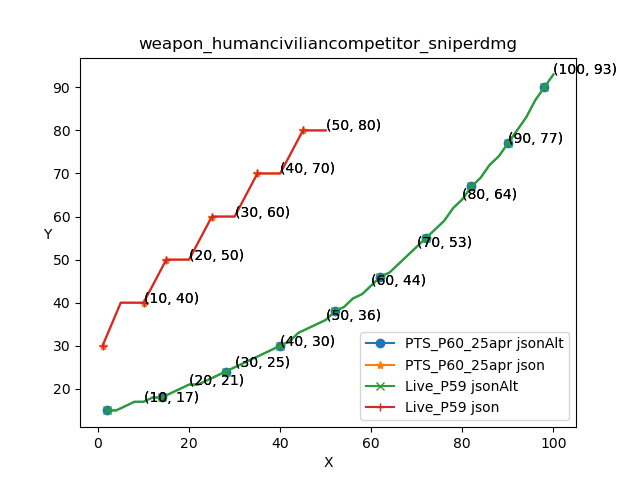 weapon_humanciviliancompetitor_sniperdmg
(100, 93)
90
(50, 80)
80
(90, 77)
(40, 70)
70
(80, 64)
(30, 60)
60
(70, 53)
(20, 50)
50
Y
(60, 44)
(10, 40)
40
(50, 36)
(40, 30)
30
(30, 25)
(20, 21)
20
(10, 17)
PTS_P60_25apr jsonAlt
PTS_P60_25apr json
Live_P59 jsonAlt
Live_P59 json
0 20 40 60 80 100
X